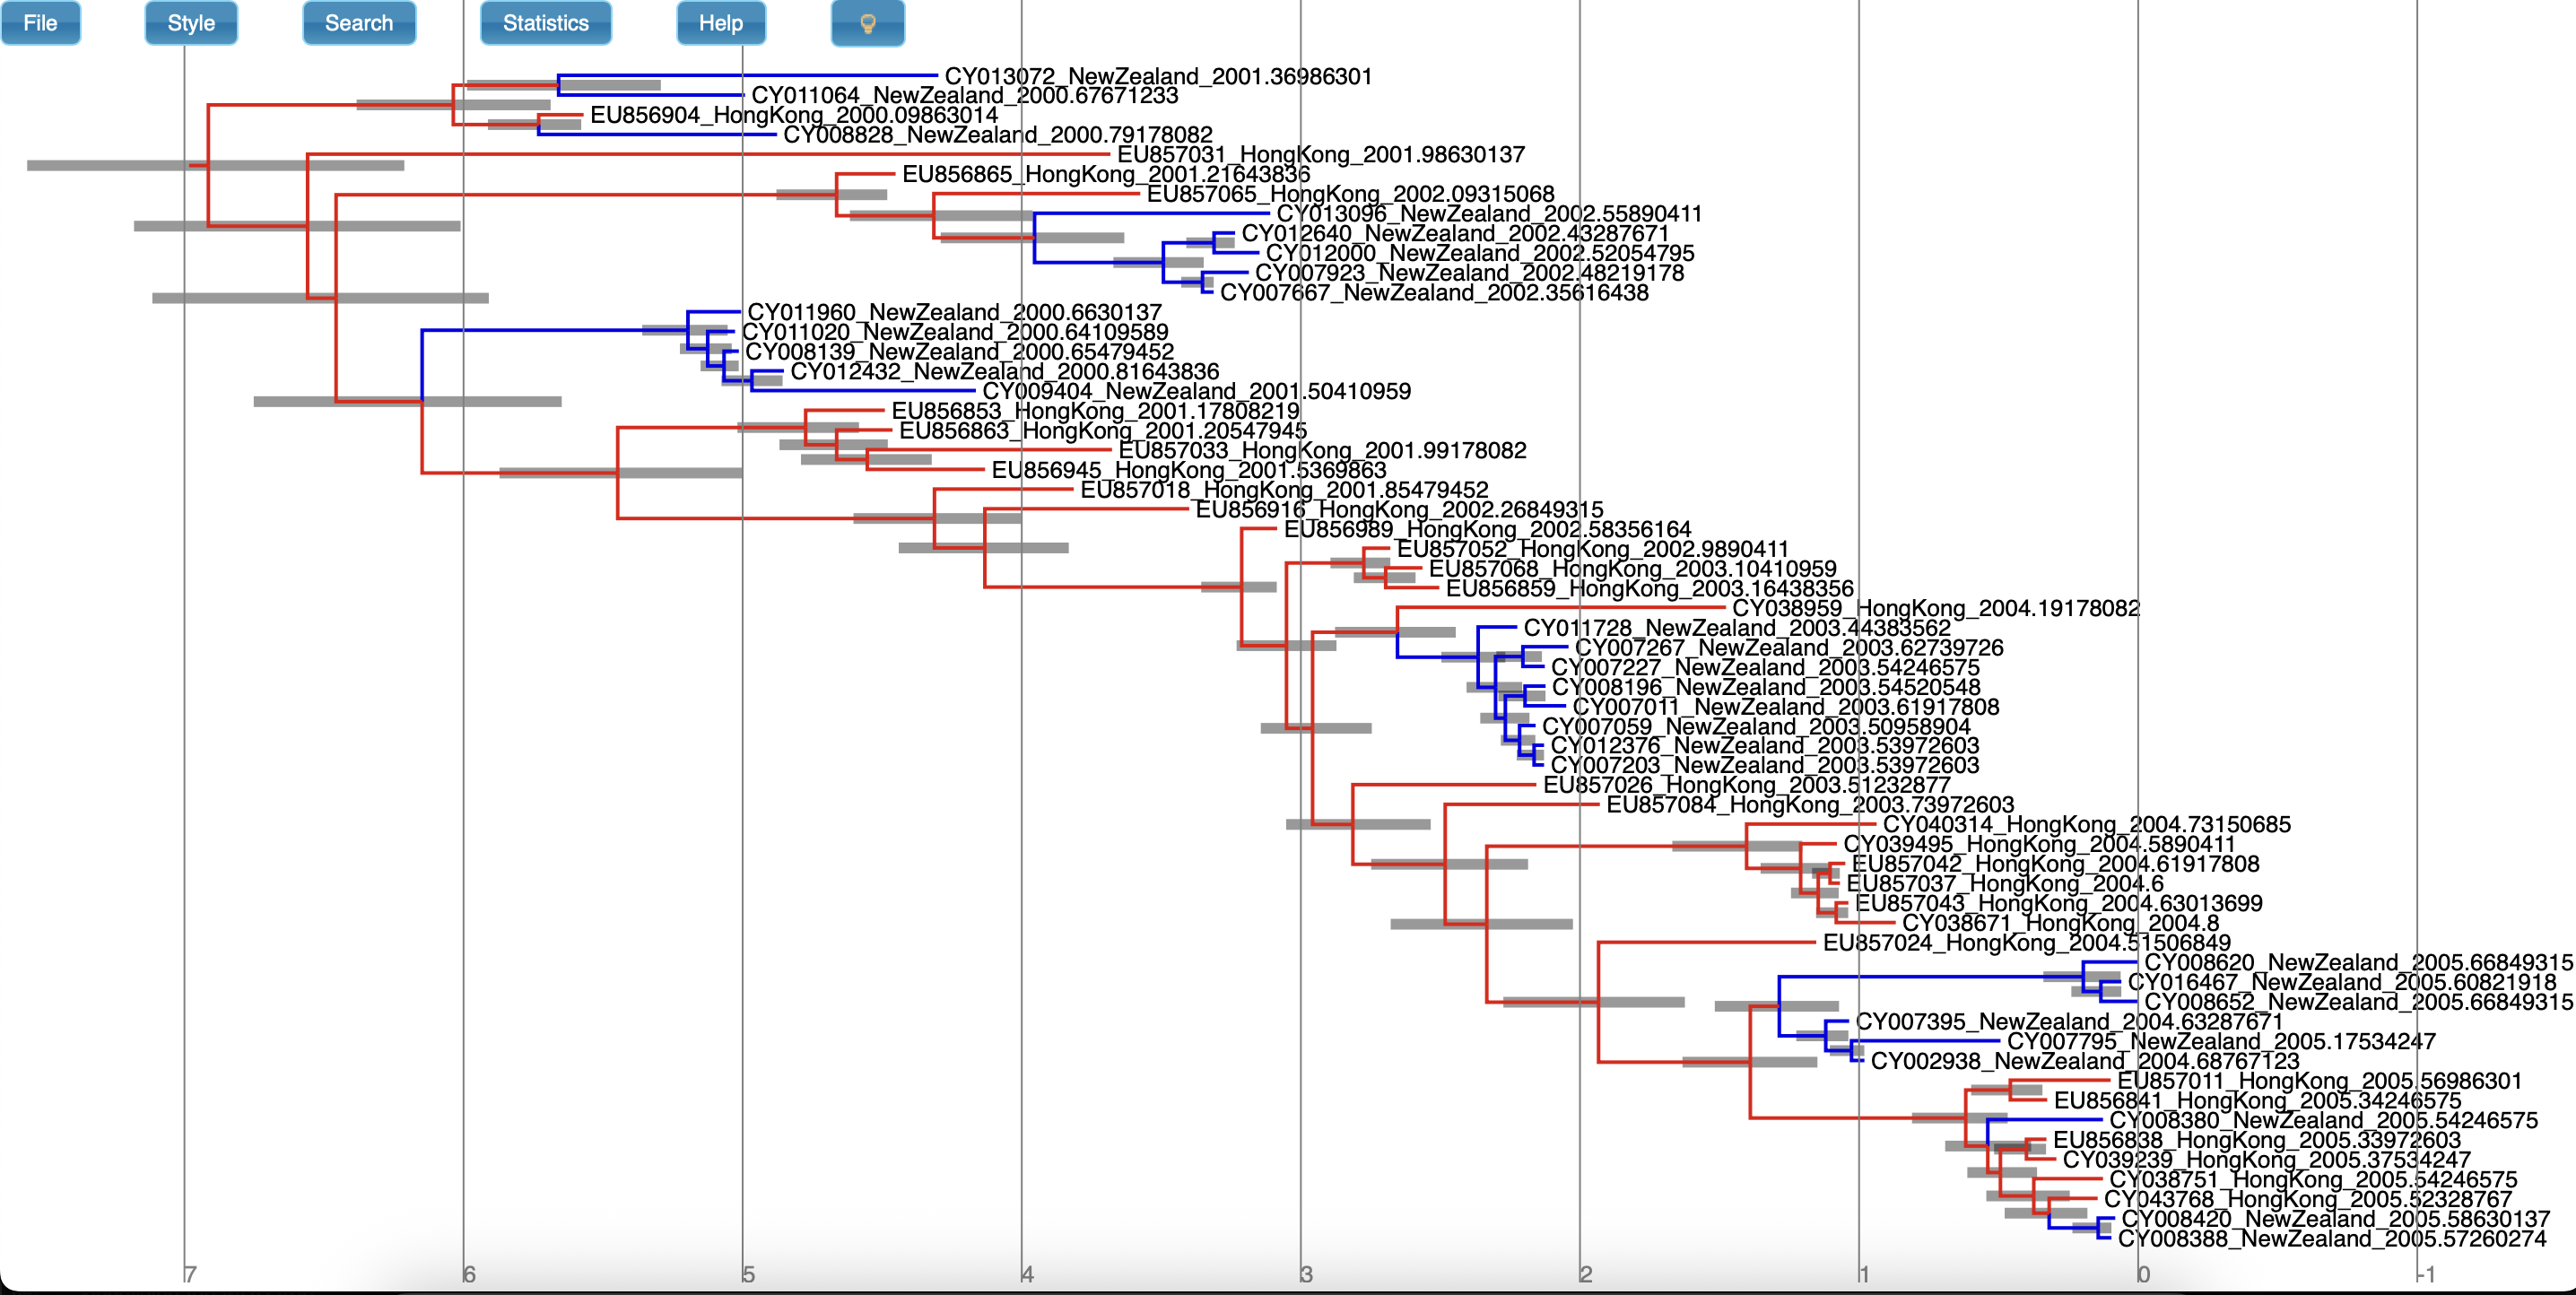 File Style Search Statistics Help
CY013072_NewZealand_2001.36986301
CY011064_NewZealand_2000.67671233
EU856904_HongKong_2000.09863014
CY008828_NewZealand_2000.79178082
EU857031_HongKong_2001.98630137
EU856865_HongKong_2001.21643836
EU857065_HongKong_2002.09315068
CY013096_NewZealand_2002.55890411
CY012640_NewZealand_2002.43287671
CY012000_NewZealand_2002.52054795
CY007923_NewZealand_2002.48219178
CY007667_NewZealand_2002.35616438
CY011960_NewZealand_2000.6630137
CY011020_NewZealand_2000.64109589
CY008139_NewZealand_2000.65479452
CY012432_NewZealand_2000.81643836
CY009404_NewZealand_2001.50410959
EU856853_HongKong_2001.17808219
EU856863_HongKong_2001.20547945
EU857033_HongKong_2001.99178082
EU856945_HongKong_2001.5369863
EU857018_HongKong_2001.85479452
EU856916_HongKong_2002.26849315
EU856989_HongKong_2002.58356164
EU857052_HongKong_2002.9890411
EU857068_HongKong_2003.10410959
EU856859_HongKong_2003.16438356
CY038959_HongKong_2004.19178082
CY011728_NewZealand_2003.44383562
CY007267_NewZealand_2003.62739726
CY007227_NewZealand_2003.54246575
CY008196_NewZealand_2003.54520548
CY007011_NewZealand_2003.61917808
CY007059_NewZealand_2003.50958904
CY012376_NewZealand_2003.53972603
CY007203_NewZealand_2003.53972603
EU857026_HongKong_2003.51232877
EU857084_HongKong_2003.73972603
CY040314_HongKong_2004.73150685
CY039495_HongKong_2004.5890411
EU857042_HongKong_2004.61917808
EU857037_HongKong_2004.6
EU857043_HongKong_2004.63013699
CY038671_HongKong_2004.8
EU857024_HongKong_2004.51506849
CY008620_NewZealand_2005.66849315
CY016467_NewZealand_2005.60821918
CY008652_NewZealand_2005.66849315
CY007395_NewZealand_2004.63287671
CY007795_NewZealand_2005.17534247
CY002938_NewZealand_2004.68767123
EU857011_HongKong_2005.56986301
EU856841_HongKong_2005.34246575
CY008380_NewZealand_2005.54246575
EU856838_HongKong_2005.33972603
CY039239_HongKong_2005.37534247
CY038751_HongKong_2005.54246575
CY043768_HongKong_2005.52328767
CY008420_NewZealand_2005.58630137
CY008388_NewZealand_2005.57260274
7 6 5 4 3 2 1 0 -1